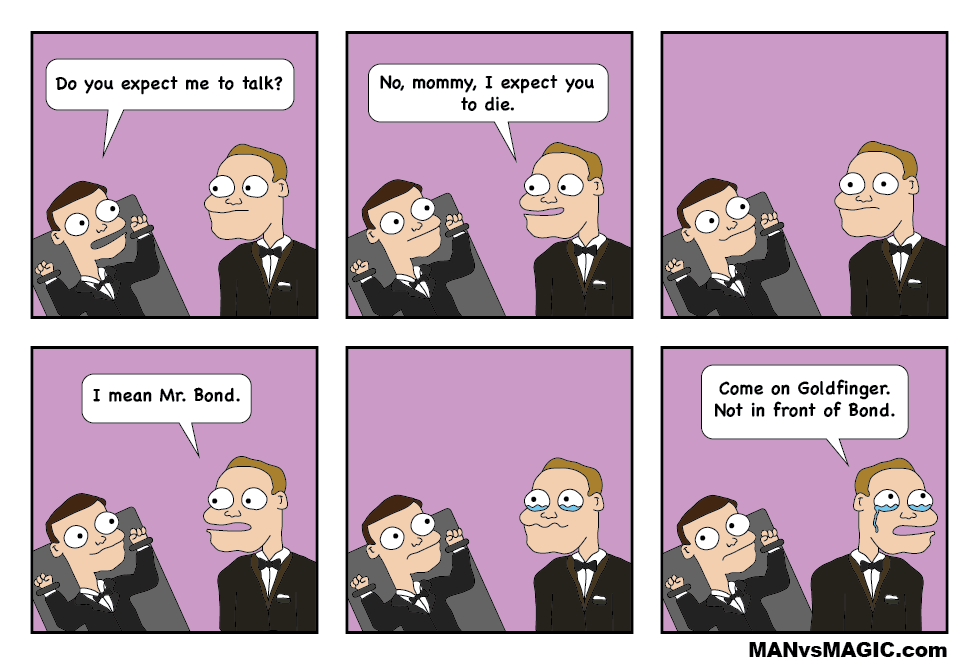 Do you expect me to talk?
No, mommy, I expect you
to die.
I mean Mr. Bond.
Come on Goldfinger.
Not in front of Bond.
MANvsMAGIC.com